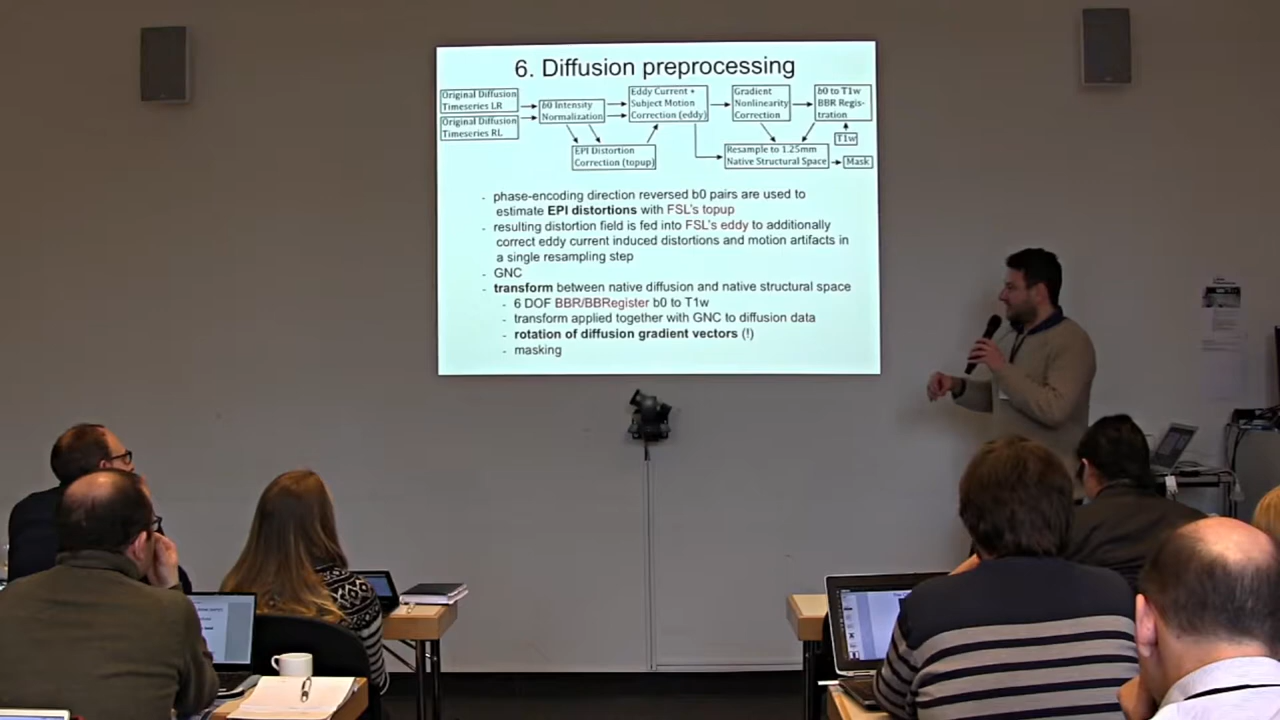 6. Diffusion preprocessing
Original Diffusion
Timeseries LR
Original Diffusion
Timeseries RL
b0 Intensity
Normalization
EPI Distortion
Correction (topup)
Eddy Current +
Subject Motion
Correction (eddy)
Gradient
Nonlinearity
Correction
b0 to T1w
BBR Regis-
tration
T1w
Resample to 1.25mm
Native Structural Space
Mask
- phase-encoding direction reversed b0 pairs are used to
estimate EPI distortions with FSL's topup
- resulting distortion field is fed into FSL's eddy to additionally
correct eddy current induced distortions and motion artifacts in
a single resampling step
- GNC
- transform between native diffusion and native structural space
- 6 DOF BBR/BBRegister b0 to T1w
- transform applied together with GNC to diffusion data
- rotation of diffusion gradient vectors (!)
- masking